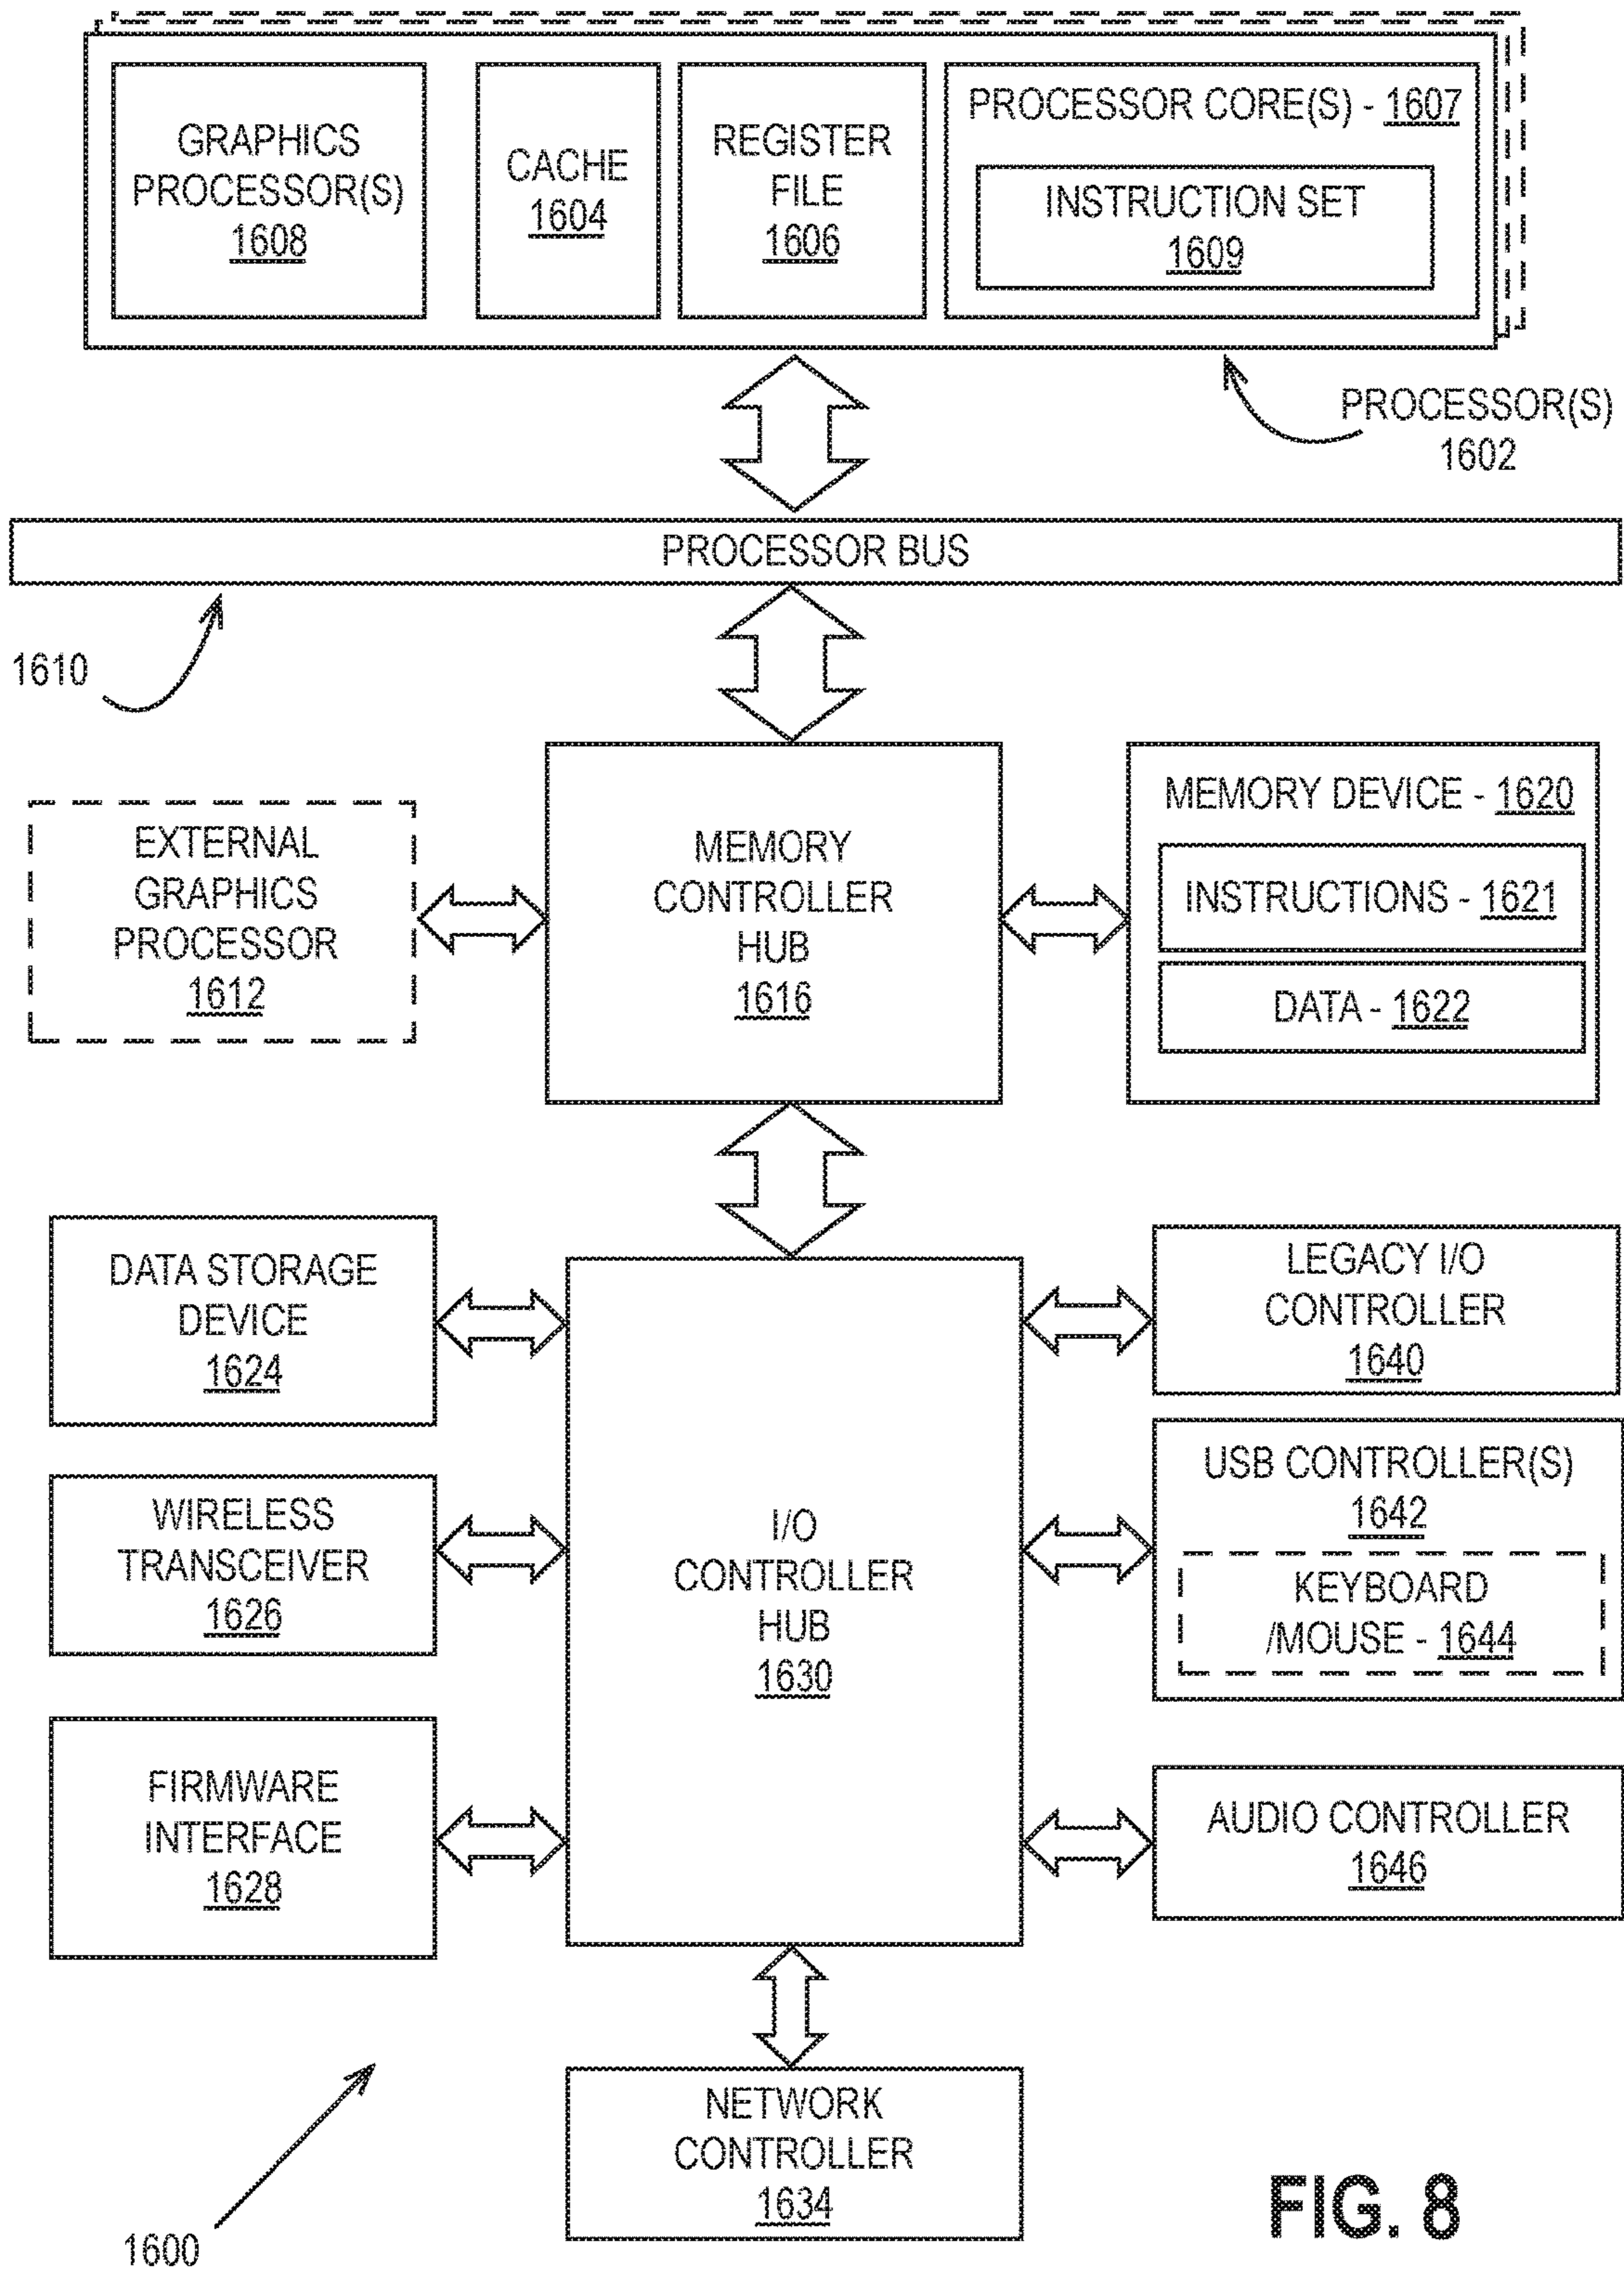 GRAPHICS
PROCESSOR(S)
1608
CACHE
1604
REGISTER
FILE
1606
PROCESSOR CORE(S) - 1607
INSTRUCTION SET
1609
PROCESSOR(S)
1602
PROCESSOR BUS
1610
EXTERNAL
GRAPHICS
PROCESSOR
1612
MEMORY
CONTROLLER
HUB
1616
MEMORY DEVICE - 1620
INSTRUCTIONS - 1621
DATA - 1622
DATA STORAGE
DEVICE
1624
LEGACY I/O
CONTROLLER
1640
WIRELESS
TRANSCEIVER
1626
I/O
CONTROLLER
HUB
1630
USB CONTROLLER(S)
1642
KEYBOARD
/MOUSE - 1644
FIRMWARE
INTERFACE
1628
AUDIO CONTROLLER
1646
NETWORK
CONTROLLER
1634
1600
FIG. 8